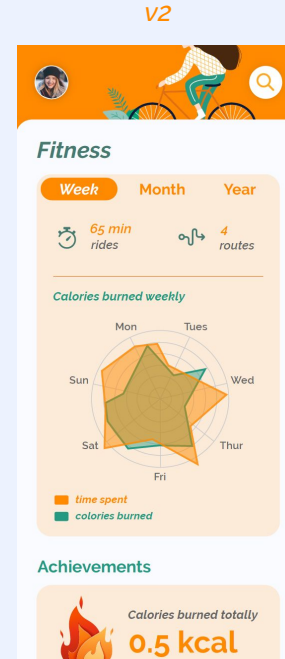 v2
Fitness
Week Month Year
65 min
rides
4
routes
Calories burned weekly
Mon Tues
Sun Wed
Sat Thur
Fri
time spent
colories burned
Achievements
Calories burned totally
0.5 kcal